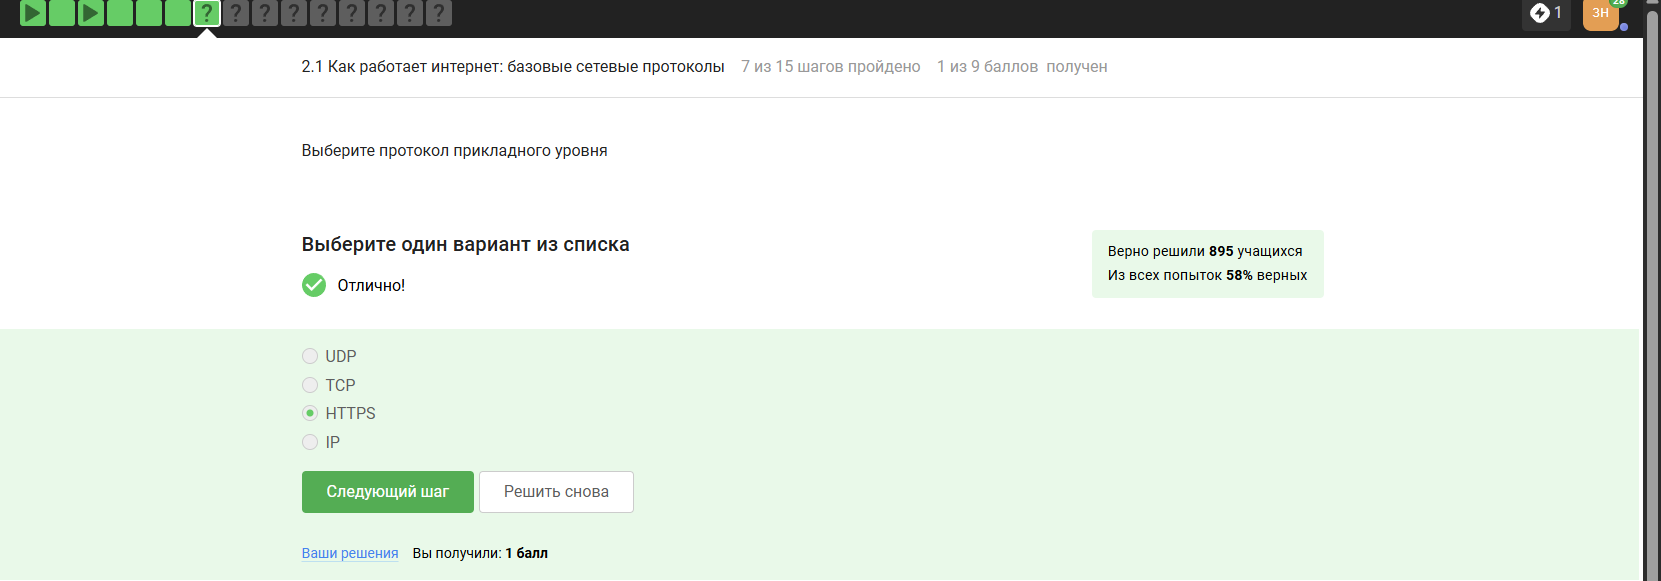 ? ? ? ? ? ? ? ? ?
1
ЗН
28
2.1 Как работает интернет: базовые сетевые протоколы 7 из 15 шагов пройдено 1 из 9 баллов получен
Выберите протокол прикладного уровня
Выберите один вариант из списка
Отлично!
Верно решили 895 учащихся
Из всех попыток 58% верных
UDP
TCP
HTTPS
IP
Следующий шаг Решить снова
Ваши решения Вы получили: 1 балл